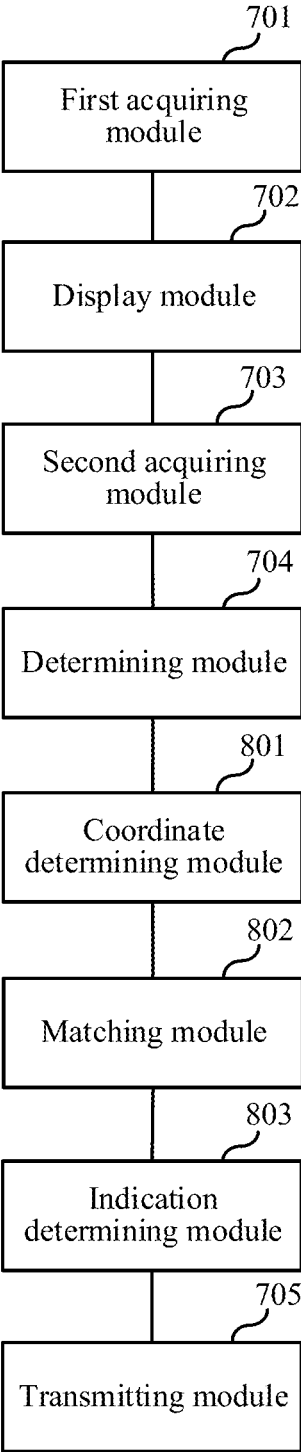 701
First acquiring
module
702
Display module
703
Second acquiring
module
704
Determining module
801
Coordinate
determining module
802
Matching module
803
Indication
determining module
705
Transmitting module